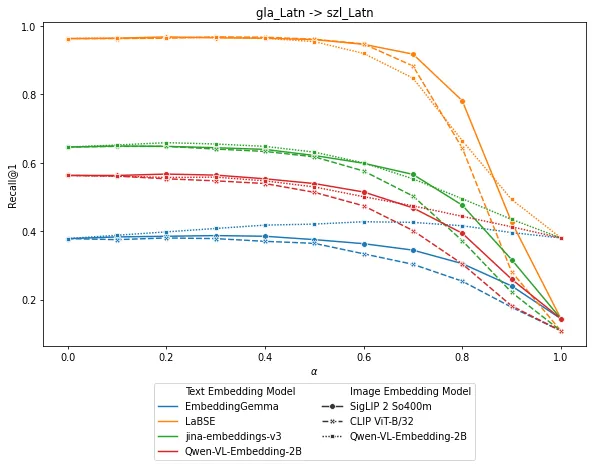 gla_Latn -> szl_Latn
1.0
0.8
0.6
0.4
0.2
Recall@1
0.0 0.2 0.4 0.6 0.8 1.0
α
Text Embedding Model Image Embedding Model
EmbeddingGemma SigLIP 2 So400m
LaBSE CLIP ViT-B/32
jina-embeddings-v3 Qwen-VL-Embedding-2B
Qwen-VL-Embedding-2B